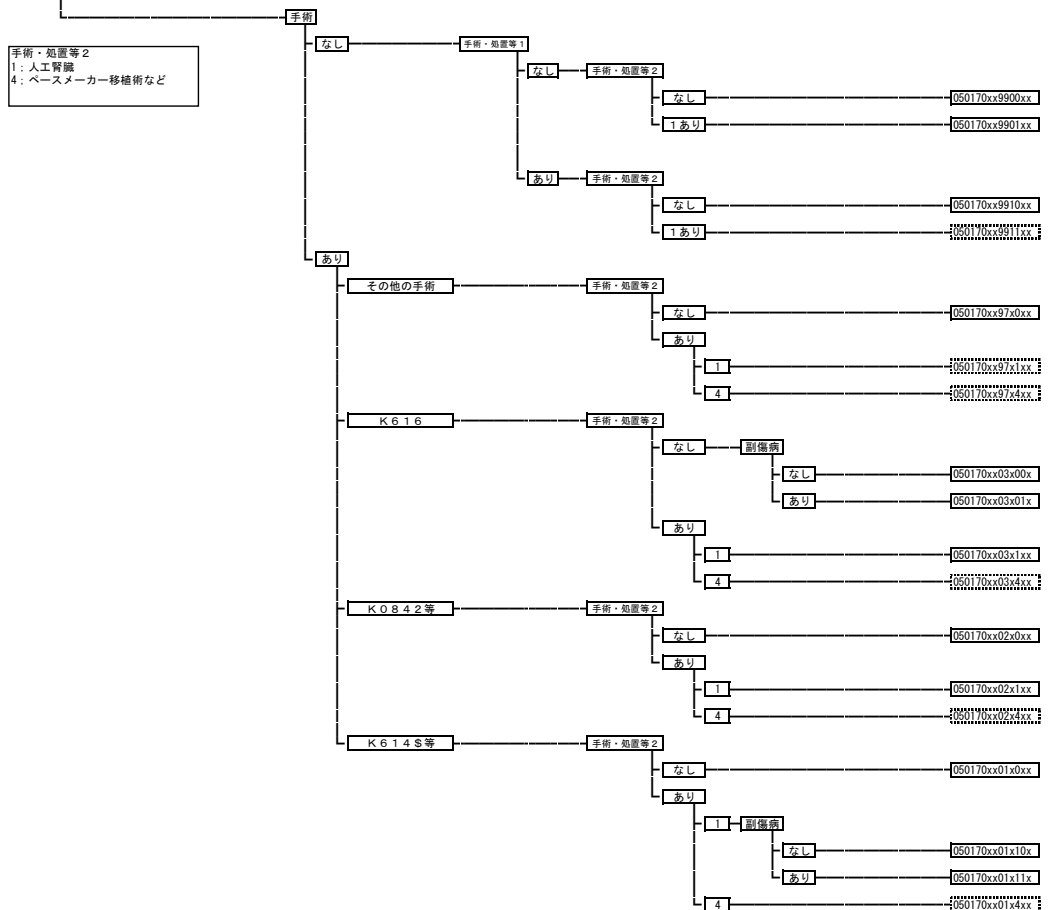 手術
手術・処置等２
1；人工腎臓
4；ペースメーカー移植術など
なし
手術・処置等１
なし
手術・処置等２
なし
050170xx9900xx
１あり
050170xx9901xx
あり
手術・処置等２
なし
050170xx9910xx
１あり
050170xx9911xx
あり
その他の手術
手術・処置等２
なし
050170xx97x0xx
あり
1
050170xx97x1xx
4
050170xx97x4xx
Ｋ６１６
手術・処置等２
なし
副傷病
なし
050170xx03x00x
あり
050170xx03x01x
あり
1
050170xx03x1xx
4
050170xx03x4xx
Ｋ０８４２等
手術・処置等２
なし
050170xx02x0xx
あり
1
050170xx02x1xx
4
050170xx02x4xx
Ｋ６１４＄等
手術・処置等２
なし
050170xx01x0xx
あり
1
副傷病
なし
050170xx01x10x
あり
050170xx01x11x
4
050170xx01x4xx